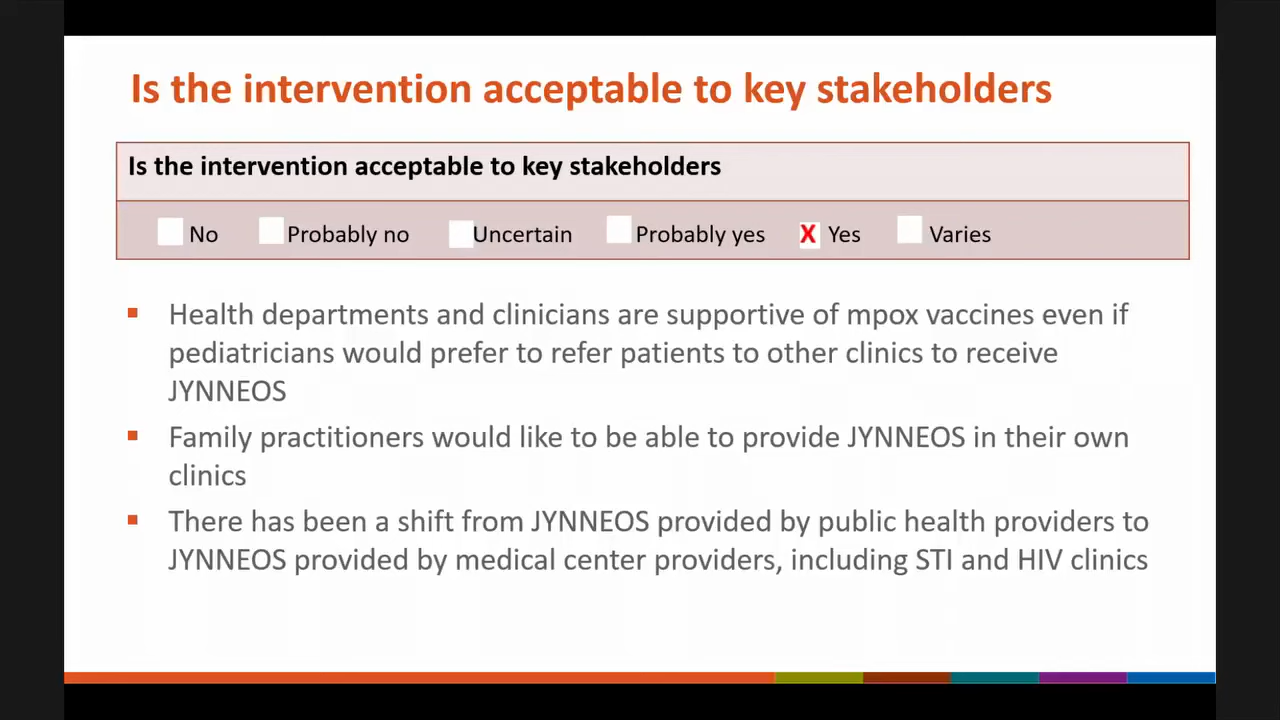 Is the intervention acceptable to key stakeholders
Is the intervention acceptable to key stakeholders
No Probably no Uncertain Probably yes X Yes Varies
Health departments and clinicians are supportive of mpox vaccines even if
pediatricians would prefer to refer patients to other clinics to receive
JYNNEOS
Family practitioners would like to be able to provide JYNNEOS in their own
clinics
There has been a shift from JYNNEOS provided by public health providers to
JYNNEOS provided by medical center providers, including STI and HIV clinics